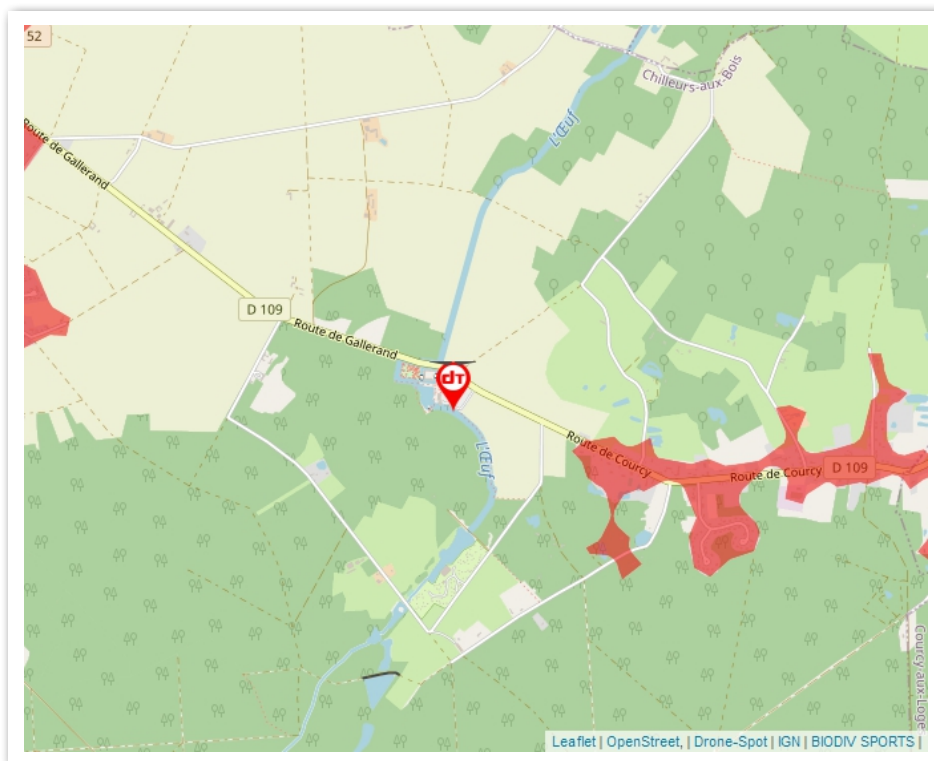 52
Chilleurs-aux-Bois
L'Œuf
Route de Gallerand
D 109
Route de Gallerand
dT
L'Œuf
Route de Courcy
Route de Courcy
D 109
Courcy-aux-Loge
Leaflet | OpenStreet, | Drone-Spot | IGN | BIODIV SPORTS |